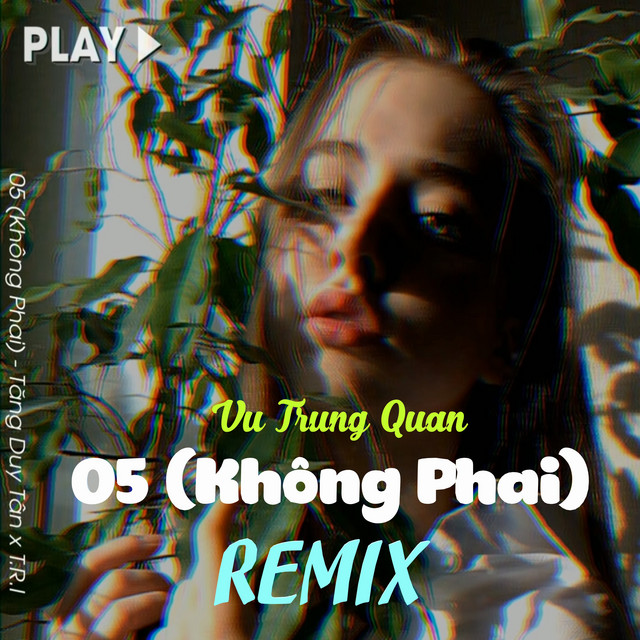 PLAY
05 (Không Phai) - Tăng Duy Tân x T.R.I
Vu Trung Quan
05 (Không Phai)
REMIX